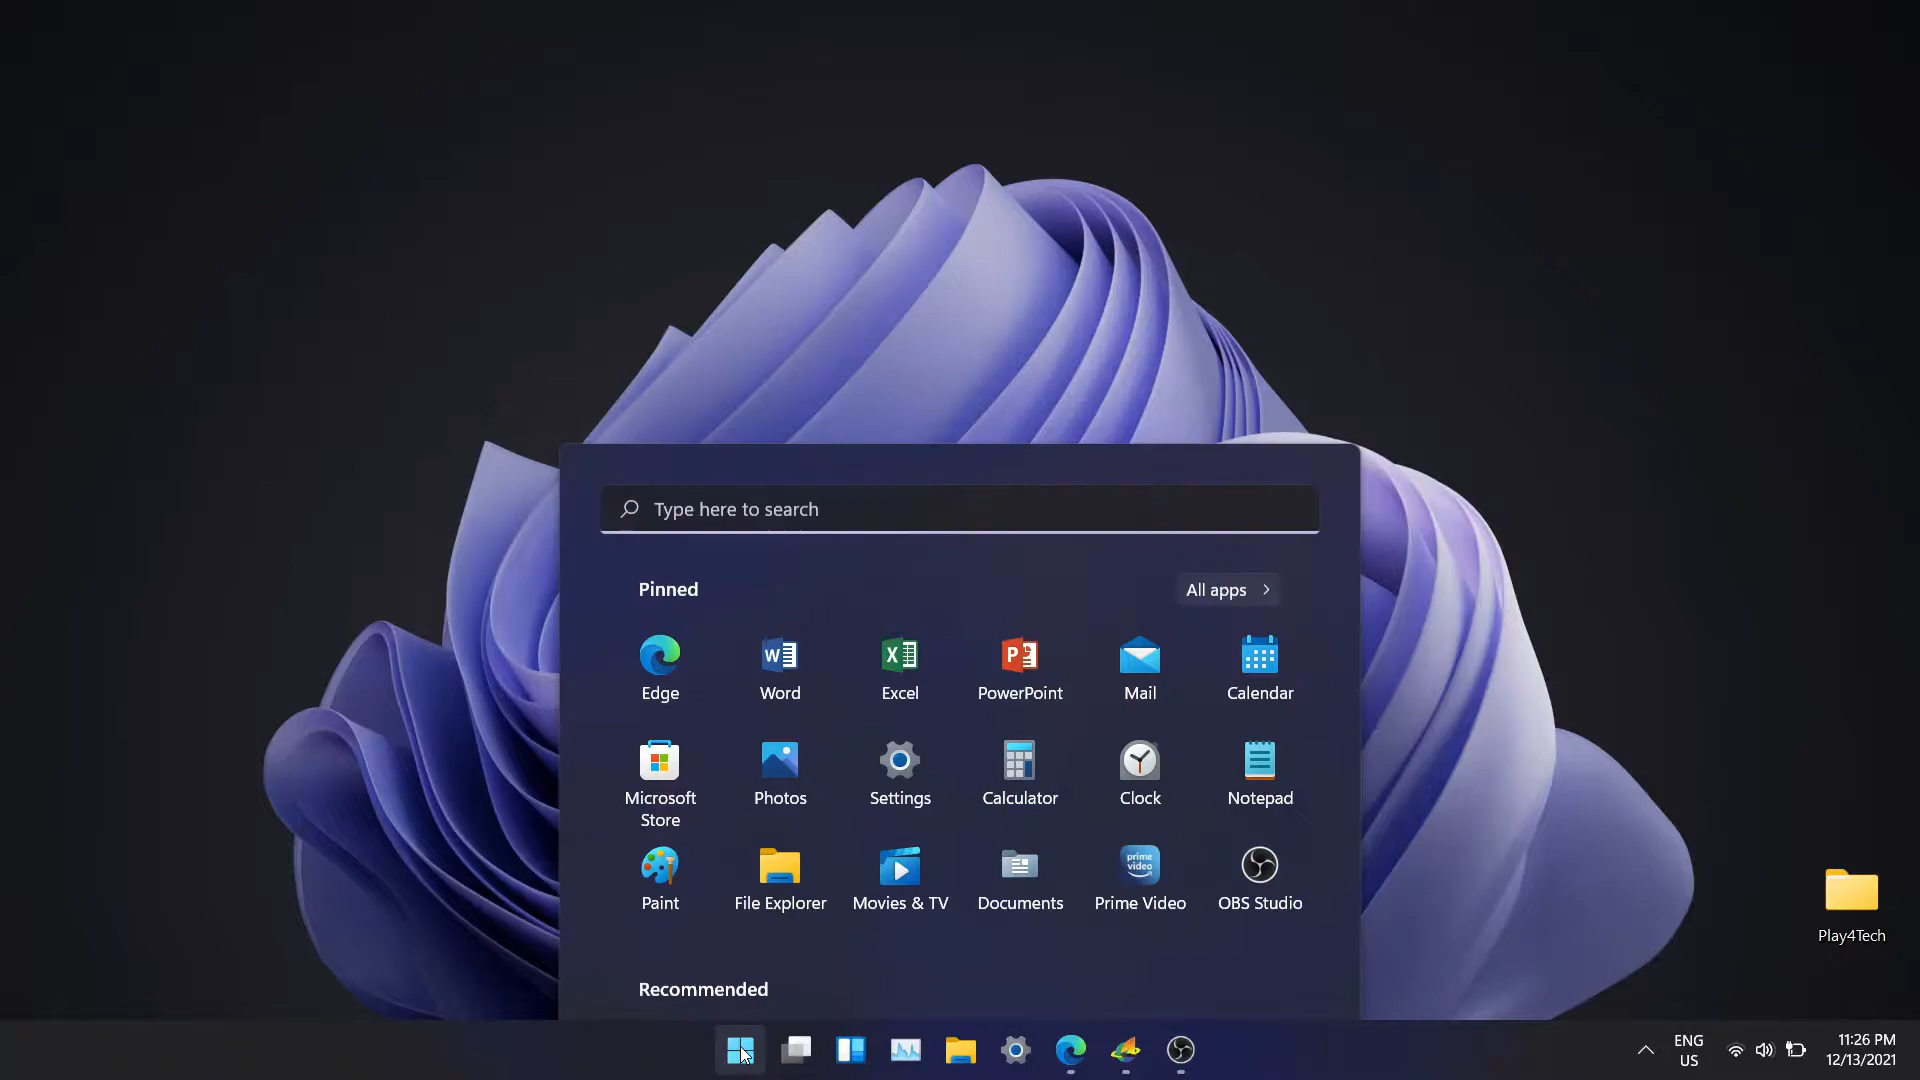 Type here to search
Pinned
All apps
Edge
Word
Excel
PowerPoint
Mail
Calendar
Microsoft
Store
Photos
Settings
Calculator
Clock
Notepad
Paint
File Explorer
Movies & TV
Documents
prime
video
Prime Video
OBS Studio
Play4Tech
Recommended
ENG
US
11:26 PM
12/13/2021